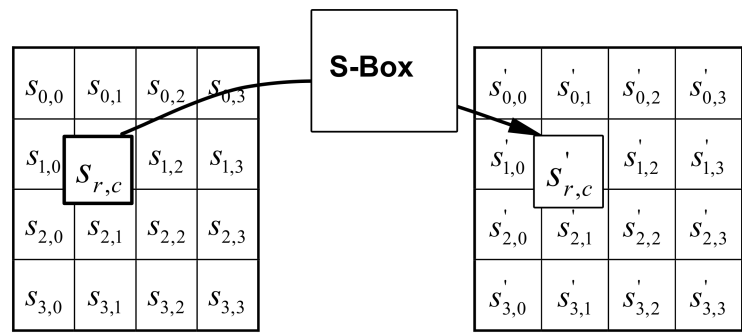 S-Box
s0,0 s0,1 s0,2 s0,3
s1,0 sr,c s1,2 s1,3
s2,0 s2,1 s2,2 s2,3
s3,0 s3,1 s3,2 s3,3
s'0,0 s'0,1 s'0,2 s'0,3
s'1,0 s'r,c s'1,2 s'1,3
s'2,0 s'2,1 s'2,2 s'2,3
s'3,0 s'3,1 s'3,2 s'3,3